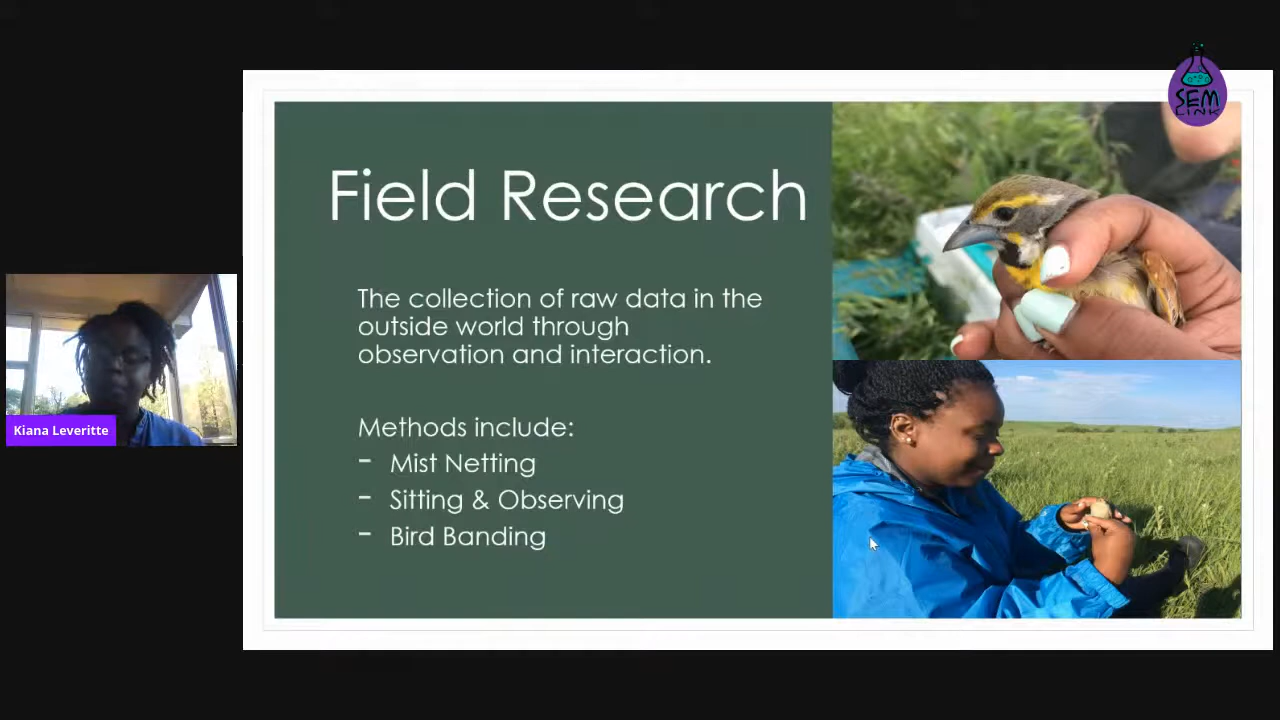 SEM
LINK
Field Research
The collection of raw data in the
outside world through
observation and interaction.
Methods include:
- Mist Netting
- Sitting & Observing
- Bird Banding
Kiana Leveritte